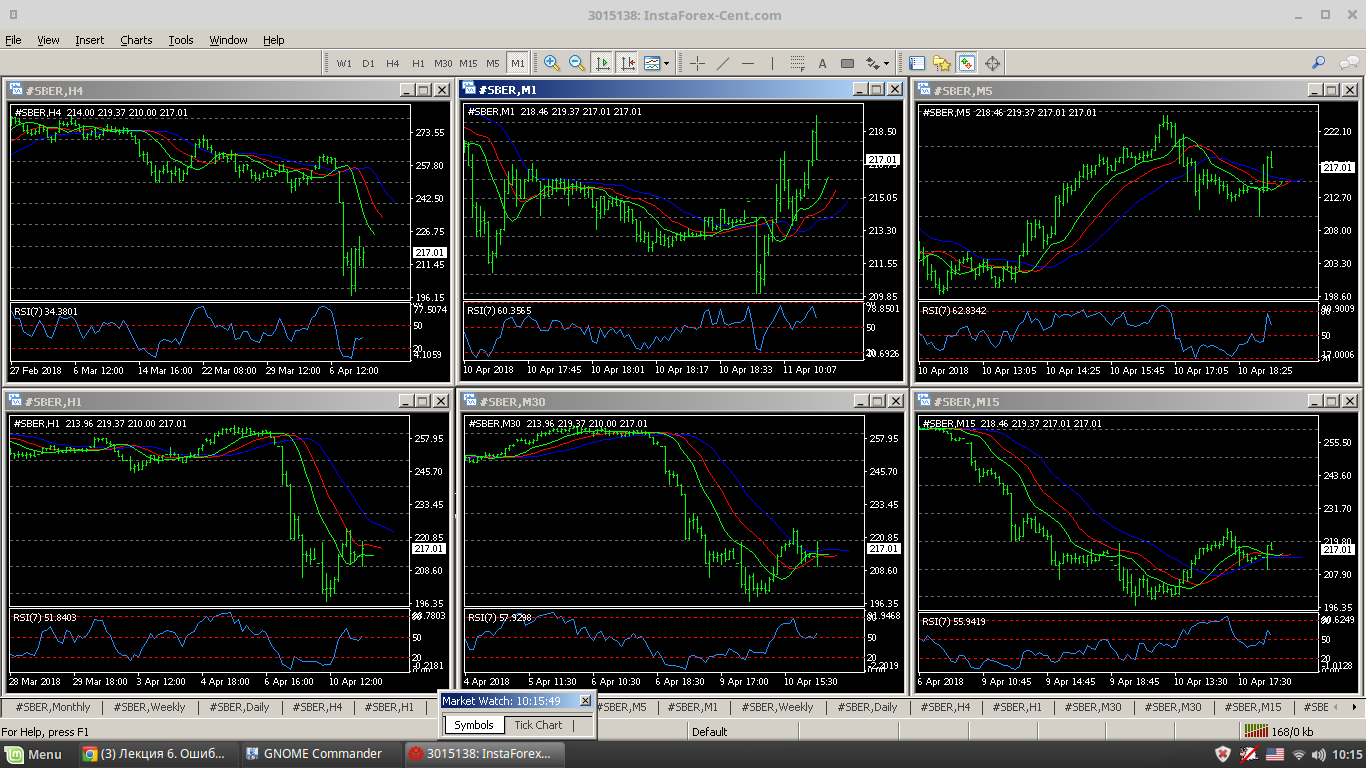 3015138: InstaForex-Cent.com
File View Insert Charts Tools Window Help
W1 D1 H4 H1 M30 M15 M5 M1
A
#SBER,H4
#SBER,H4 214.00 219.37 210.00 217.01
273.55
257.80
242.50
226.75
217.01
211.45
196.15
RSI(7) 34.3801
77.5074
50
20
4.1059
27 Feb 2018 6 Mar 12:00 14 Mar 16:00 22 Mar 08:00 29 Mar 12:00 6 Apr 12:00
#SBER,M1
#SBER,M1 218.46 219.37 217.01 217.01
218.50
217.01
215.05
213.30
211.55
209.85
RSI(7) 60.3565
78.8501
50
10 Apr 2018 10 Apr 17:45 10 Apr 18:01 10 Apr 18:17 10 Apr 18:33 11 Apr 10:07
#SBER,M5
#SBER,M5 218.46 219.37 217.01 217.01
222.10
217.01
212.70
208.00
203.30
198.60
RSI(7) 62.8342
50
10 Apr 2018 10 Apr 13:05 10 Apr 14:25 10 Apr 15:45 10 Apr 17:05 10 Apr 18:25
#SBER,H1
#SBER,H1 213.96 219.37 210.00 217.01
257.95
245.70
233.45
220.85
217.01
208.60
196.35
RSI(7) 51.8403
50
20
28 Mar 2018 29 Mar 18:00 3 Apr 12:00 4 Apr 18:00 6 Apr 16:00 10 Apr 12:00
#SBER,M30
#SBER,M30 213.96 219.37 210.00 217.01
257.95
245.70
233.45
220.85
217.01
208.60
196.35
RSI(7) 57.9298
50
20
4 Apr 2018 5 Apr 11:30 6 Apr 10:30 6 Apr 18:30 9 Apr 17:00 10 Apr 15:30
#SBER,M15
#SBER,M15 218.46 219.37 217.01 217.01
255.50
243.60
231.70
219.80
217.01
207.90
196.35
RSI(7) 55.9419
50
20
6 Apr 2018 9 Apr 10:45 9 Apr 14:45 9 Apr 18:45 10 Apr 13:30 10 Apr 17:30
Market Watch: 10:15:49
Symbols Tick Chart
#SBER,Monthly #SBER,Weekly #SBER,Daily #SBER,H4 #SBER,H1 #SBER,M5 #SBER,M1 #SBER,Weekly #SBER,Daily #SBER,H4 #SBER,H1 #SBER,M30 #SBER,M30 #SBER,M15 #SBE
For Help, press F1 Default 168/0 kb
Menu (3) Лекция 6. Ошиб... GNOME Commander 3015138: InstaForex... 10:15